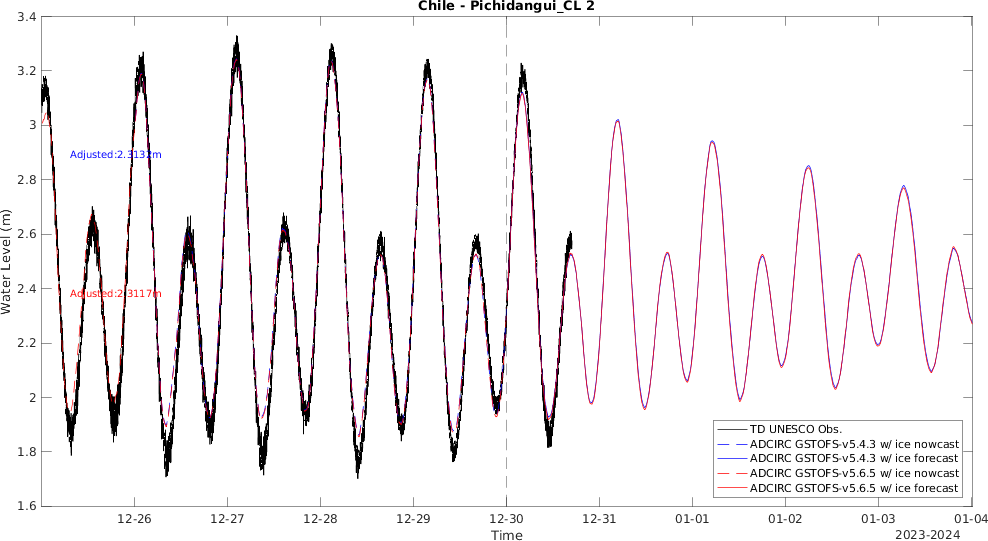 Chile - Pichidangui_CL 2
3.4
3.2
3
2.8
2.6
2.4
2.2
2
1.8
1.6
Water Level (m)
Adjusted:2.3132m
Adjusted:2.3117m
TD UNESCO Obs.
ADCIRC GSTOFS-v5.4.3 w/ ice nowcast
ADCIRC GSTOFS-v5.4.3 w/ ice forecast
ADCIRC GSTOFS-v5.6.5 w/ ice nowcast
ADCIRC GSTOFS-v5.6.5 w/ ice forecast
12-26 12-27 12-28 12-29 12-30 12-31 01-01 01-02 01-03 01-04
Time
2023-2024